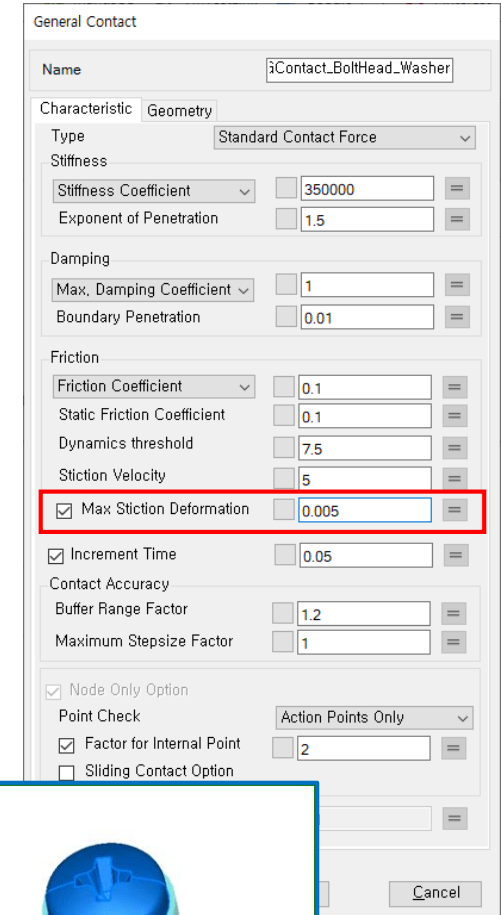 General Contact
Name GContact_BoltHead_Washer
Characteristic Geometry
Type Standard Contact Force
Stiffness
Stiffness Coefficient 350000
Exponent of Penetration 1.5
Damping
Max, Damping Coefficient 1
Boundary Penetration 0.01
Friction
Friction Coefficient 0.1
Static Friction Coefficient 0.1
Dynamics threshold 7.5
Stiction Velocity 5
Max Stiction Deformation 0.005
Increment Time 0.05
Contact Accuracy
Buffer Range Factor 1.2
Maximum Stepsize Factor 1
Node Only Option
Point Check Action Points Only
Factor for Internal Point 2
Sliding Contact Option
Cancel